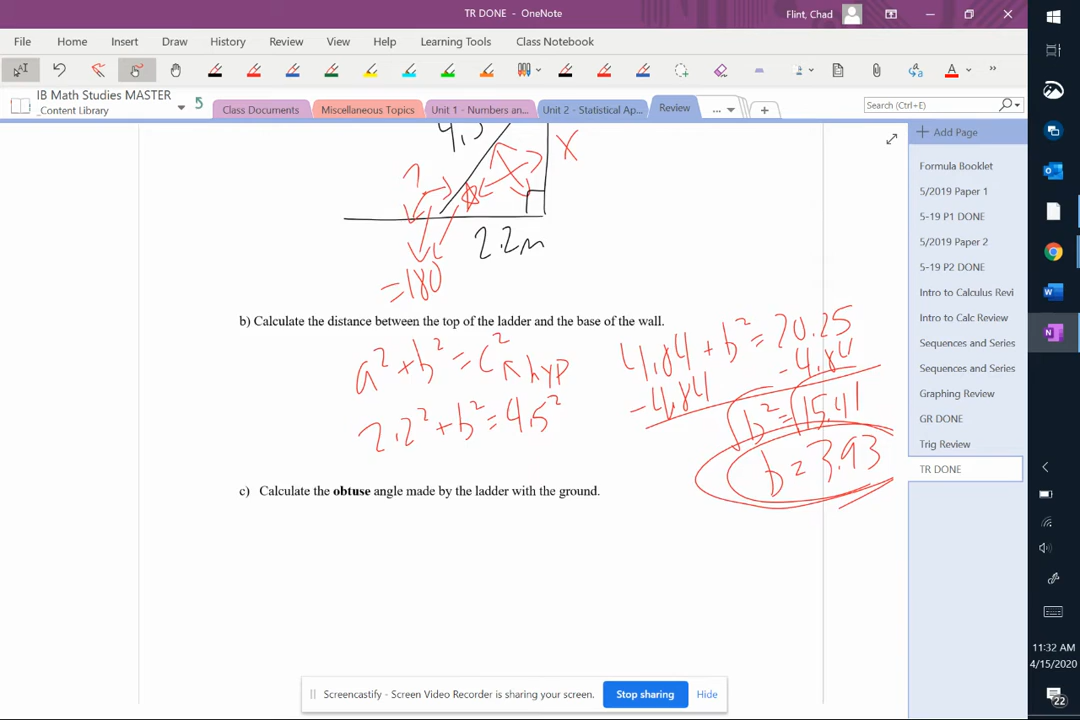 TR DONE - OneNote
Flint, Chad
File Home Insert Draw History Review View Help Learning Tools Class Notebook
IB Math Studies MASTER
_Content Library
Class Documents Miscellaneous Topics Unit 1 - Numbers an... Unit 2 - Statistical Ap... Review ... +
Search (Ctrl+E)
Add Page
Formula Booklet
5/2019 Paper 1
5-19 P1 DONE
5/2019 Paper 2
5-19 P2 DONE
Intro to Calculus Revi
Intro to Calc Review
Sequences and Series
Sequences and Series
Graphing Review
GR DONE
Trig Review
TR DONE
4.5
X
?
2.2m
=180
b) Calculate the distance between the top of the ladder and the base of the wall.
a² + b² = c² hyp
2.2² + b² = 4.5²
4.84 + b² = 20.25
-4.84 -4.84
b² = 15.41
b = 3.93
c) Calculate the obtuse angle made by the ladder with the ground.
Screencastify - Screen Video Recorder is sharing your screen. Stop sharing Hide
11:32 AM
4/15/2020
22